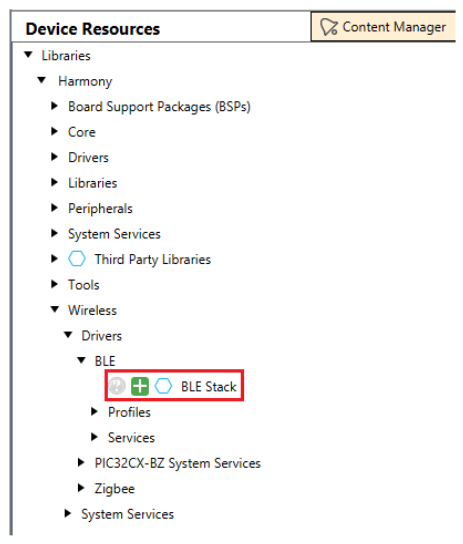 Device Resources
Content Manager
Libraries
Harmony
Board Support Packages (BSPs)
Core
Drivers
Libraries
Peripherals
System Services
Third Party Libraries
Tools
Wireless
Drivers
BLE
BLE Stack
Profiles
Services
PIC32CX-BZ System Services
Zigbee
System Services